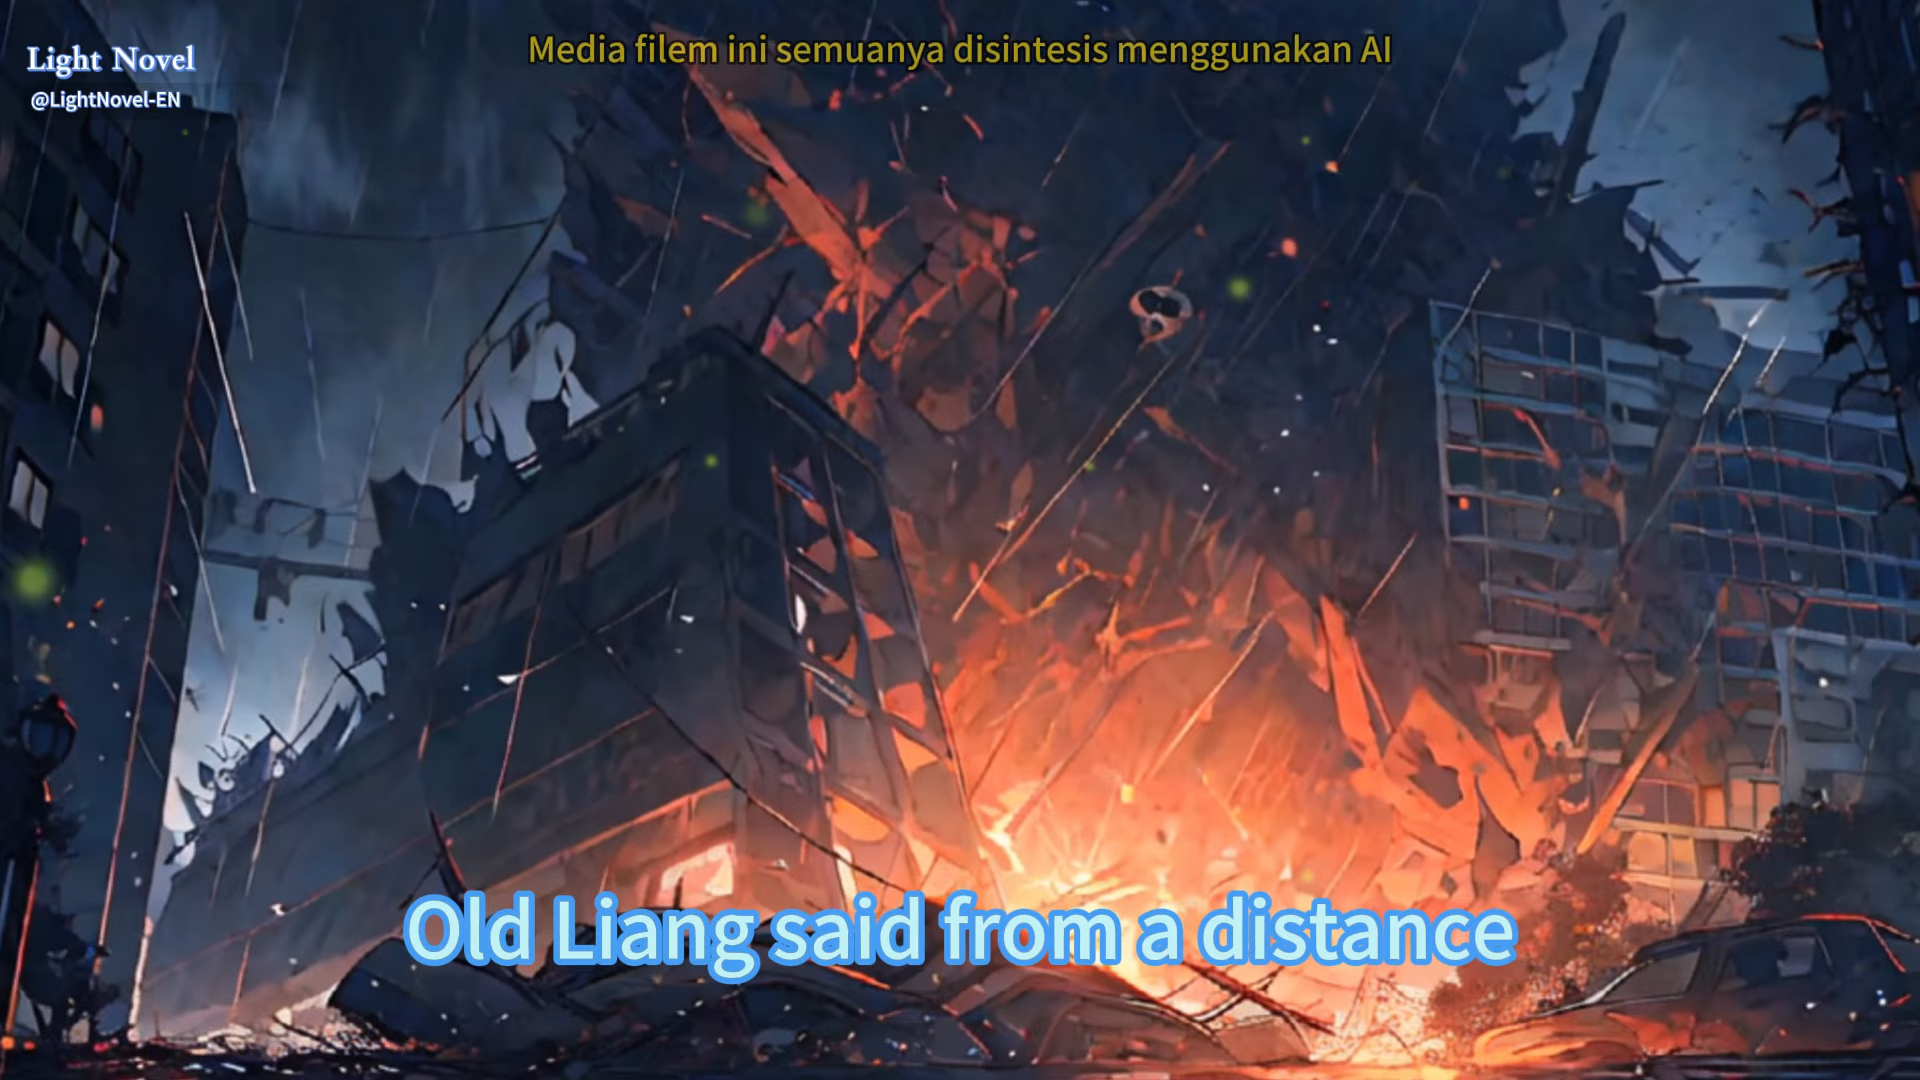 Light Novel
@LightNovel-EN
Media filem ini semuanya disintesis menggunakan AI
Old Liang said from a distance